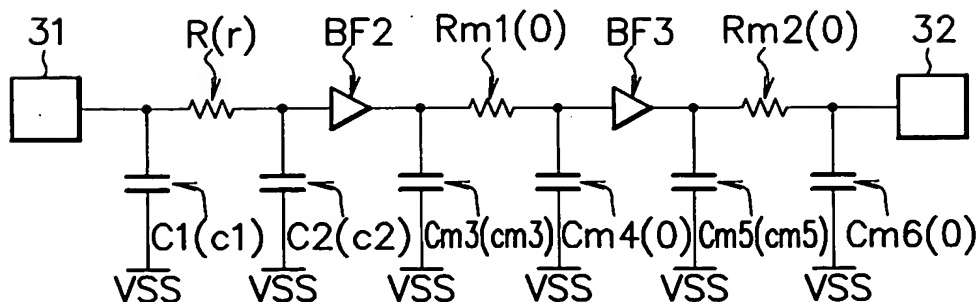 31 R(r) BF2 Rm1(0) BF3 Rm2(0) 32
C1(c1) C2(c2) Cm3(cm3) Cm4(0) Cm5(cm5) Cm6(0)
VSS VSS VSS VSS VSS VSS